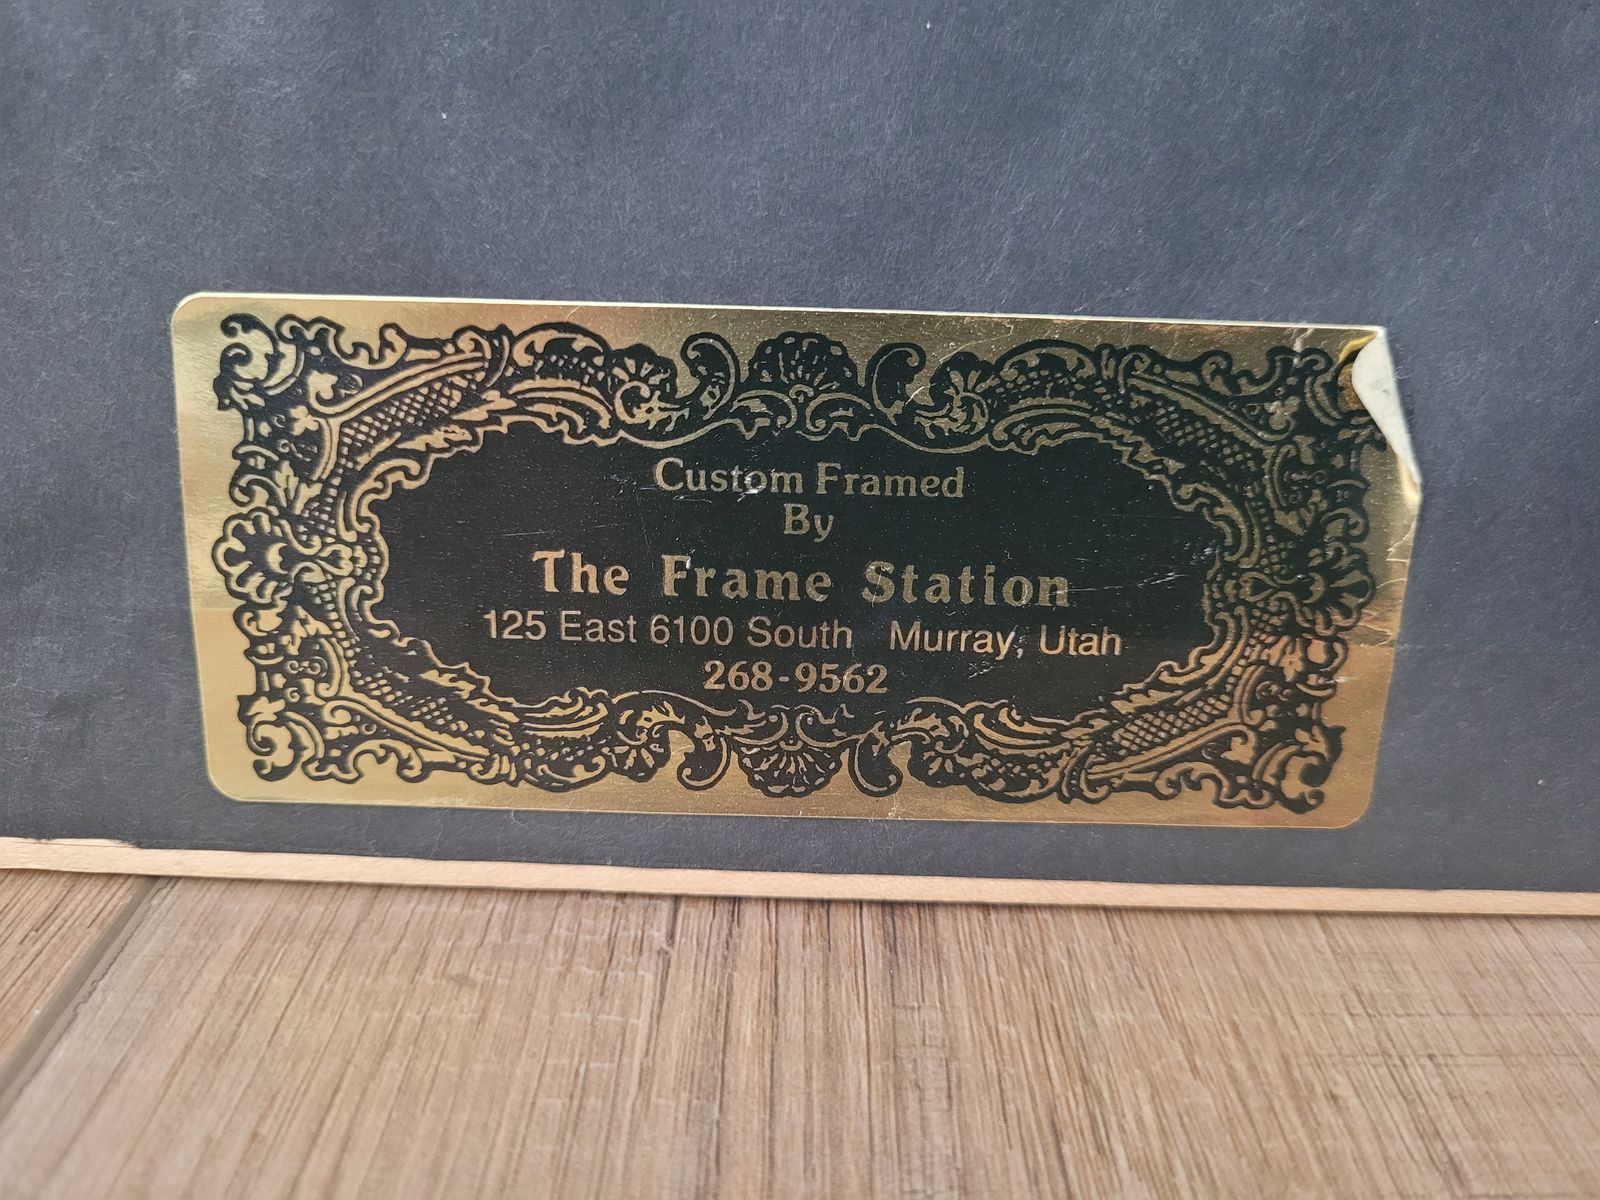 Custom Framed
By
The Frame Station
125 East 6100 South Murray, Utah
268-9562